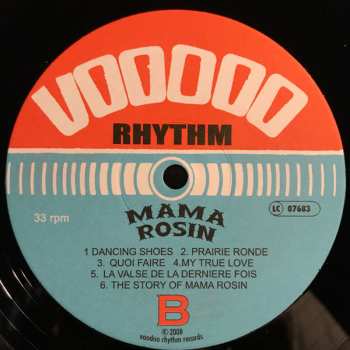 VOODOO
RHYTHM
33 rpm
MAMA
ROSIN
LC 07683
1 DANCING SHOES 2. PRAIRIE RONDE
3. QUOI FAIRE 4.MY TRUE LOVE
5. LA VALSE DE LA DERNIERE FOIS
6. THE STORY OF MAMA ROSIN
B
© 2008
voodoo rhythm records